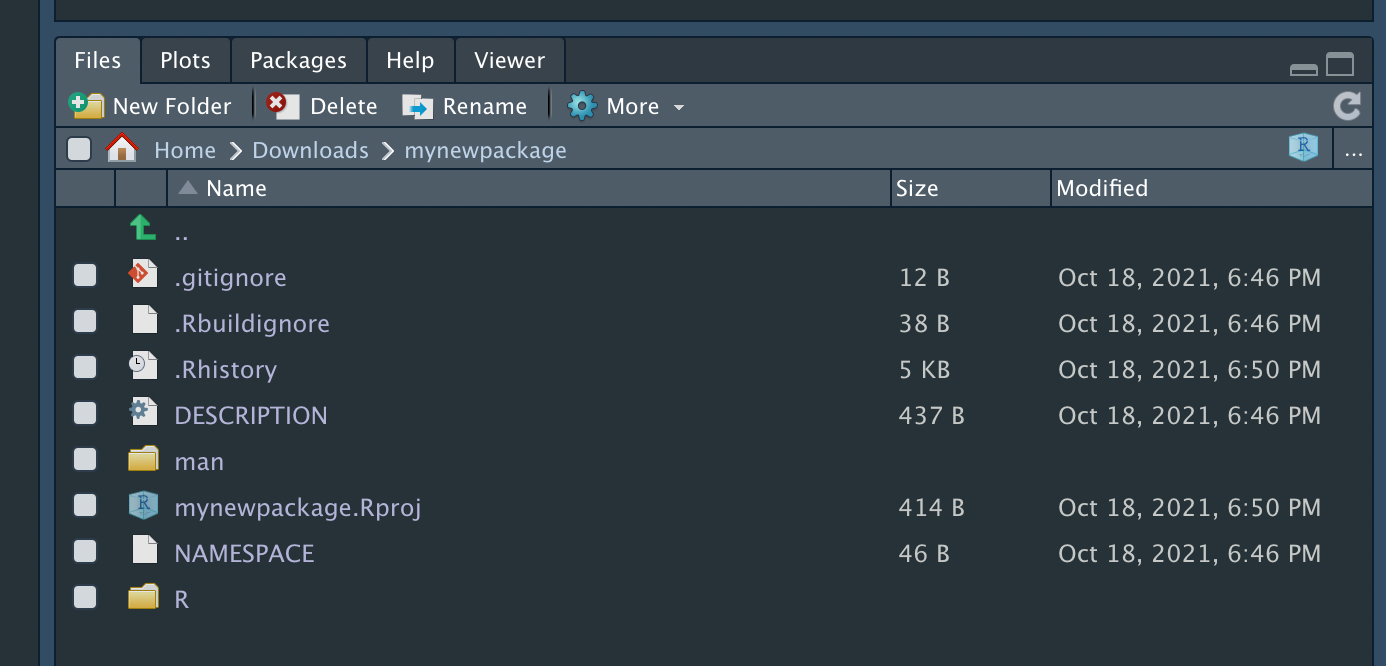 Files Plots Packages Help Viewer
New Folder Delete Rename More
Home Downloads mynewpackage R ...
Name Size Modified
..
.gitignore 12 B Oct 18, 2021, 6:46 PM
.Rbuildignore 38 B Oct 18, 2021, 6:46 PM
.Rhistory 5 KB Oct 18, 2021, 6:50 PM
DESCRIPTION 437 B Oct 18, 2021, 6:46 PM
man
R mynewpackage.Rproj 414 B Oct 18, 2021, 6:50 PM
NAMESPACE 46 B Oct 18, 2021, 6:46 PM
R